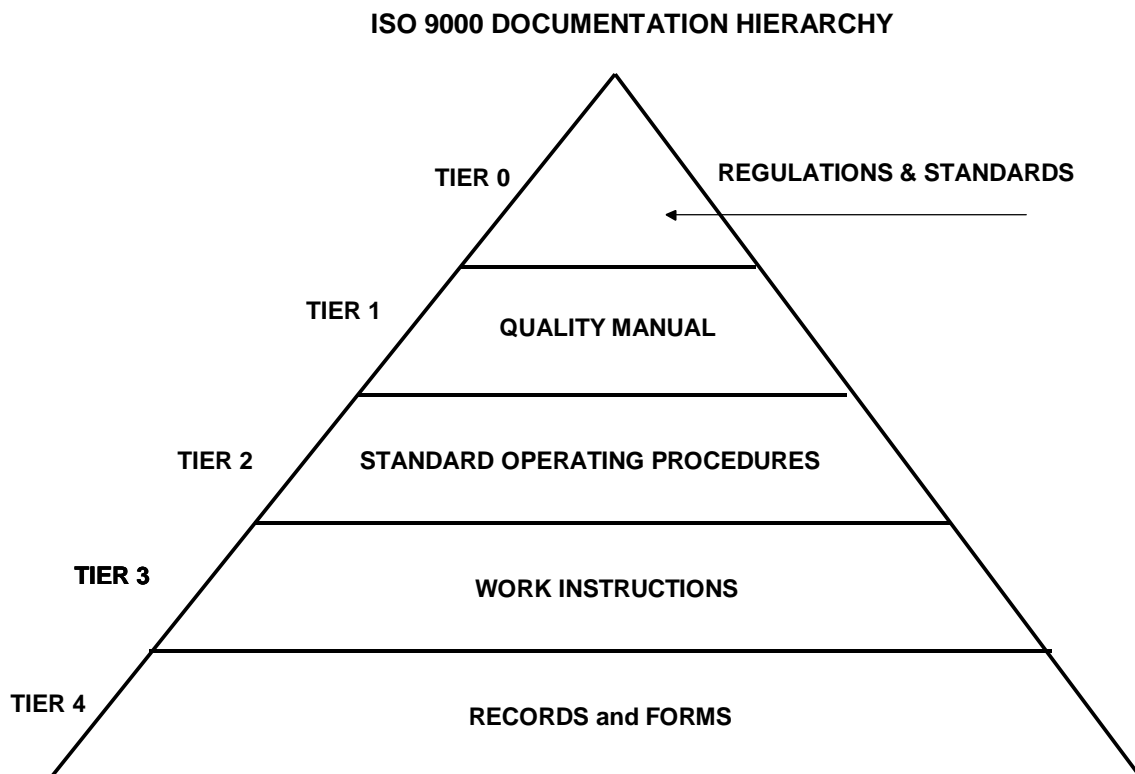 ISO 9000 DOCUMENTATION HIERARCHY
TIER 0
REGULATIONS & STANDARDS
TIER 1
QUALITY MANUAL
TIER 2
STANDARD OPERATING PROCEDURES
TIER 3
WORK INSTRUCTIONS
TIER 4
RECORDS and FORMS